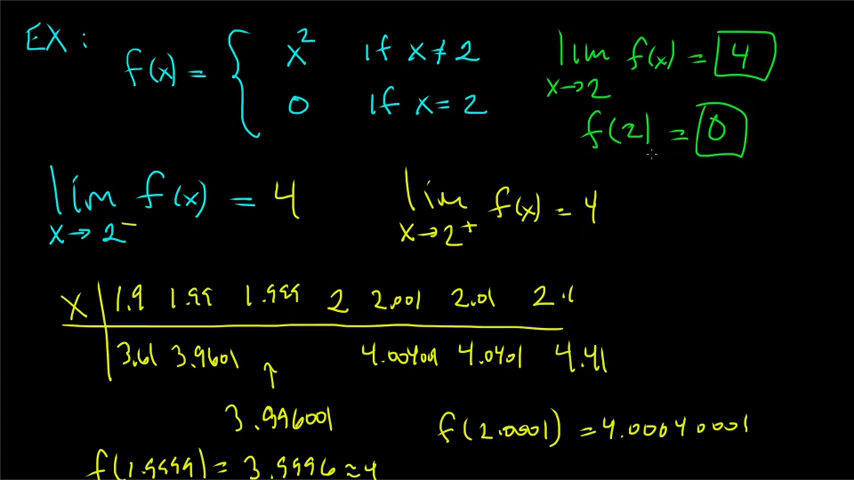 EX: f(x) = { x² if x≠2
0 if x=2
lim x→2 f(x) = 4
f(2) = 0
lim x→2⁻ f(x) = 4
lim x→2⁺ f(x) = 4
x | 1.9 1.99 1.999 2 2.001 2.01 2.1
3.61 3.9601 ↑ 4.004001 4.0401 4.41
3.996001
f(2.0001) = 4.00040001
f(1.9999) = 3.9996 ≈ 4